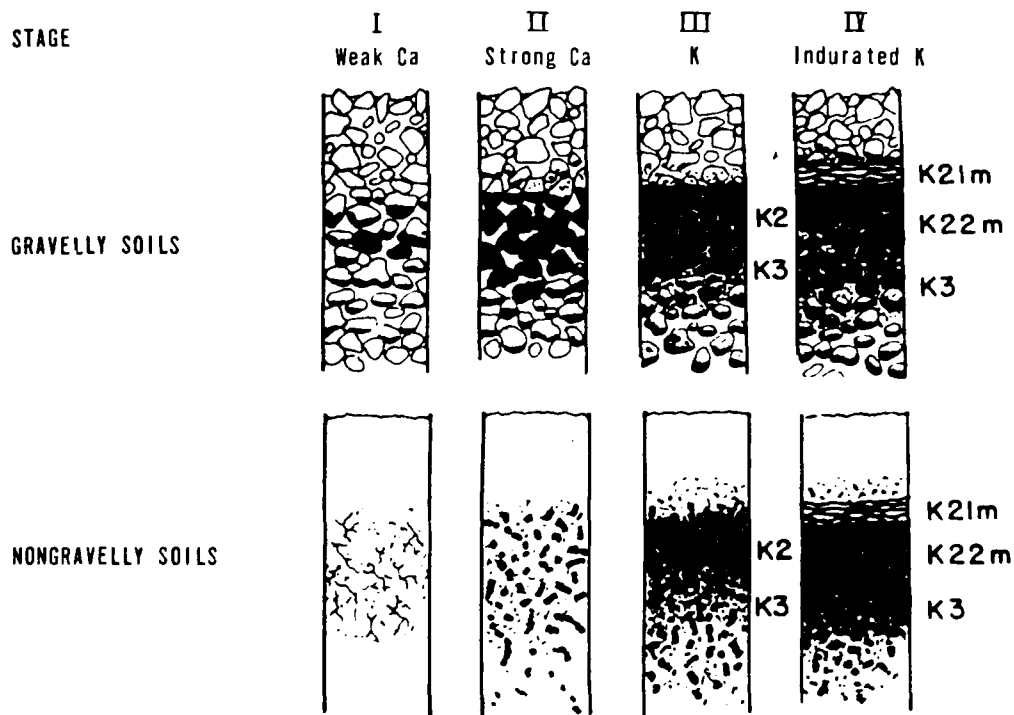 STAGE
I II III IV
Weak Ca Strong Ca K Indurated K
GRAVELLY SOILS
K2
K3
K21m
K22m
K3
NONGRAVELLY SOILS
K2
K3
K21m
K22m
K3